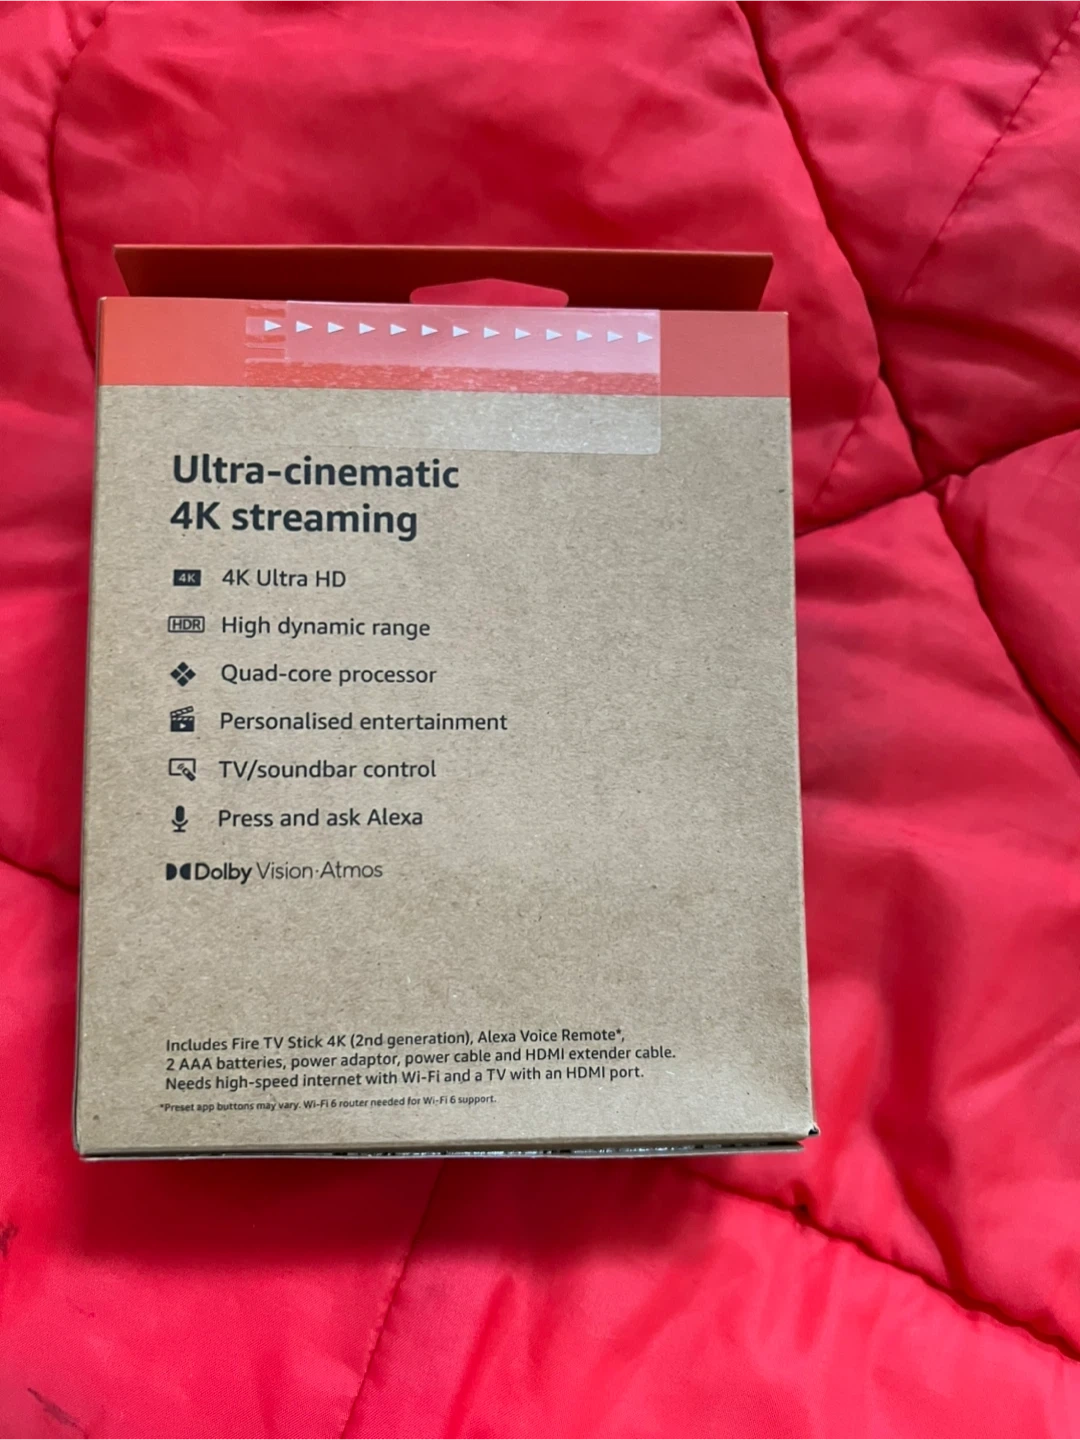 Ultra-cinematic
4K streaming
4K 4K Ultra HD
HDR High dynamic range
Quad-core processor
Personalised entertainment
TV/soundbar control
Press and ask Alexa
Dolby Vision·Atmos
Includes Fire TV Stick 4K (2nd generation), Alexa Voice Remote*,
2 AAA batteries, power adaptor, power cable and HDMI extender cable.
Needs high-speed internet with Wi-Fi and a TV with an HDMI port.
*Preset app buttons may vary. Wi-Fi 6 router needed for Wi-Fi 6 support.